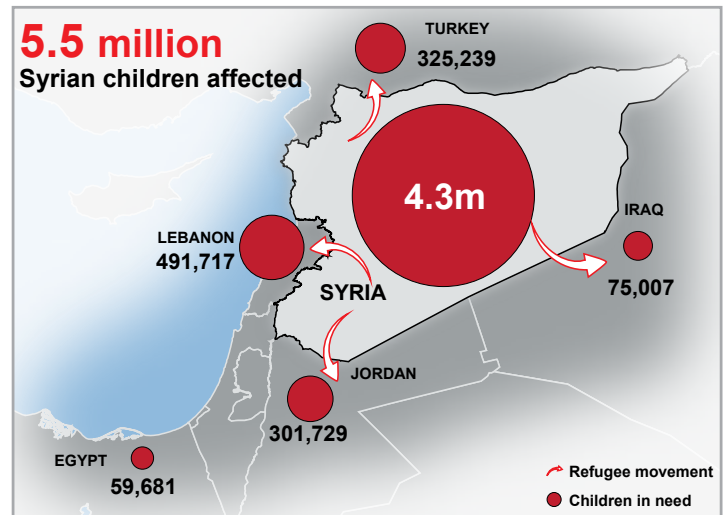 5.5 million
Syrian children affected
TURKEY
325,239
4.3m
IRAQ
75,007
LEBANON
491,717
SYRIA
JORDAN
301,729
EGYPT
59,681
Refugee movement
Children in need